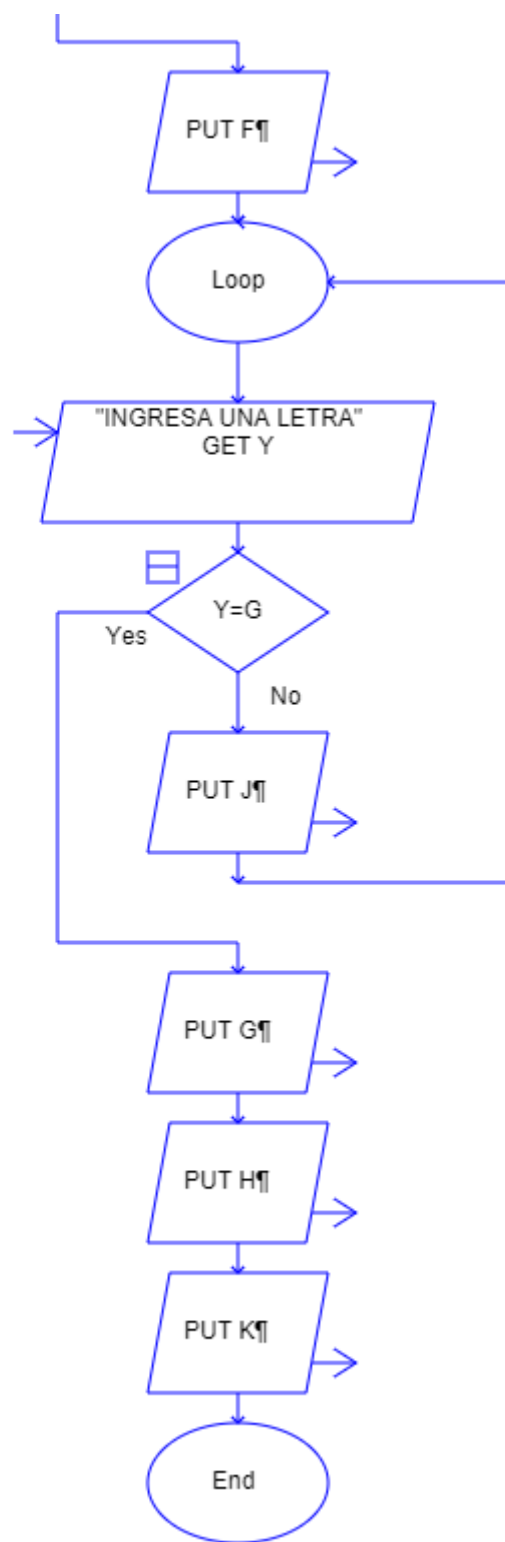 PUT F¶
Loop
"INGRESA UNA LETRA"
GET Y
Y=G
Yes
No
PUT J¶
PUT G¶
PUT H¶
PUT K¶
End